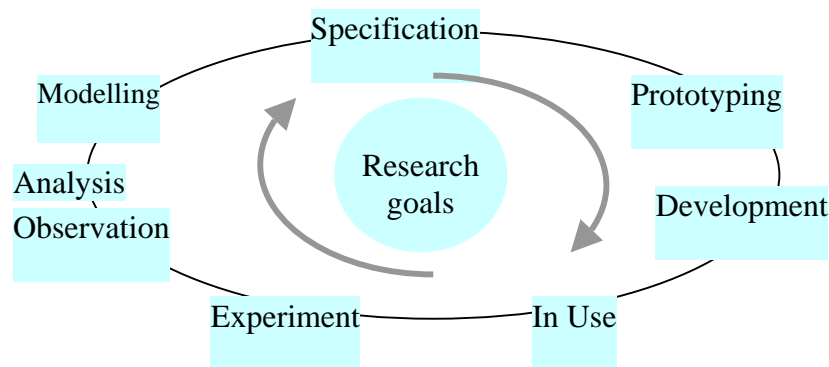 Specification
Modelling
Prototyping
Research
goals
Analysis
Observation
Development
Experiment
In Use